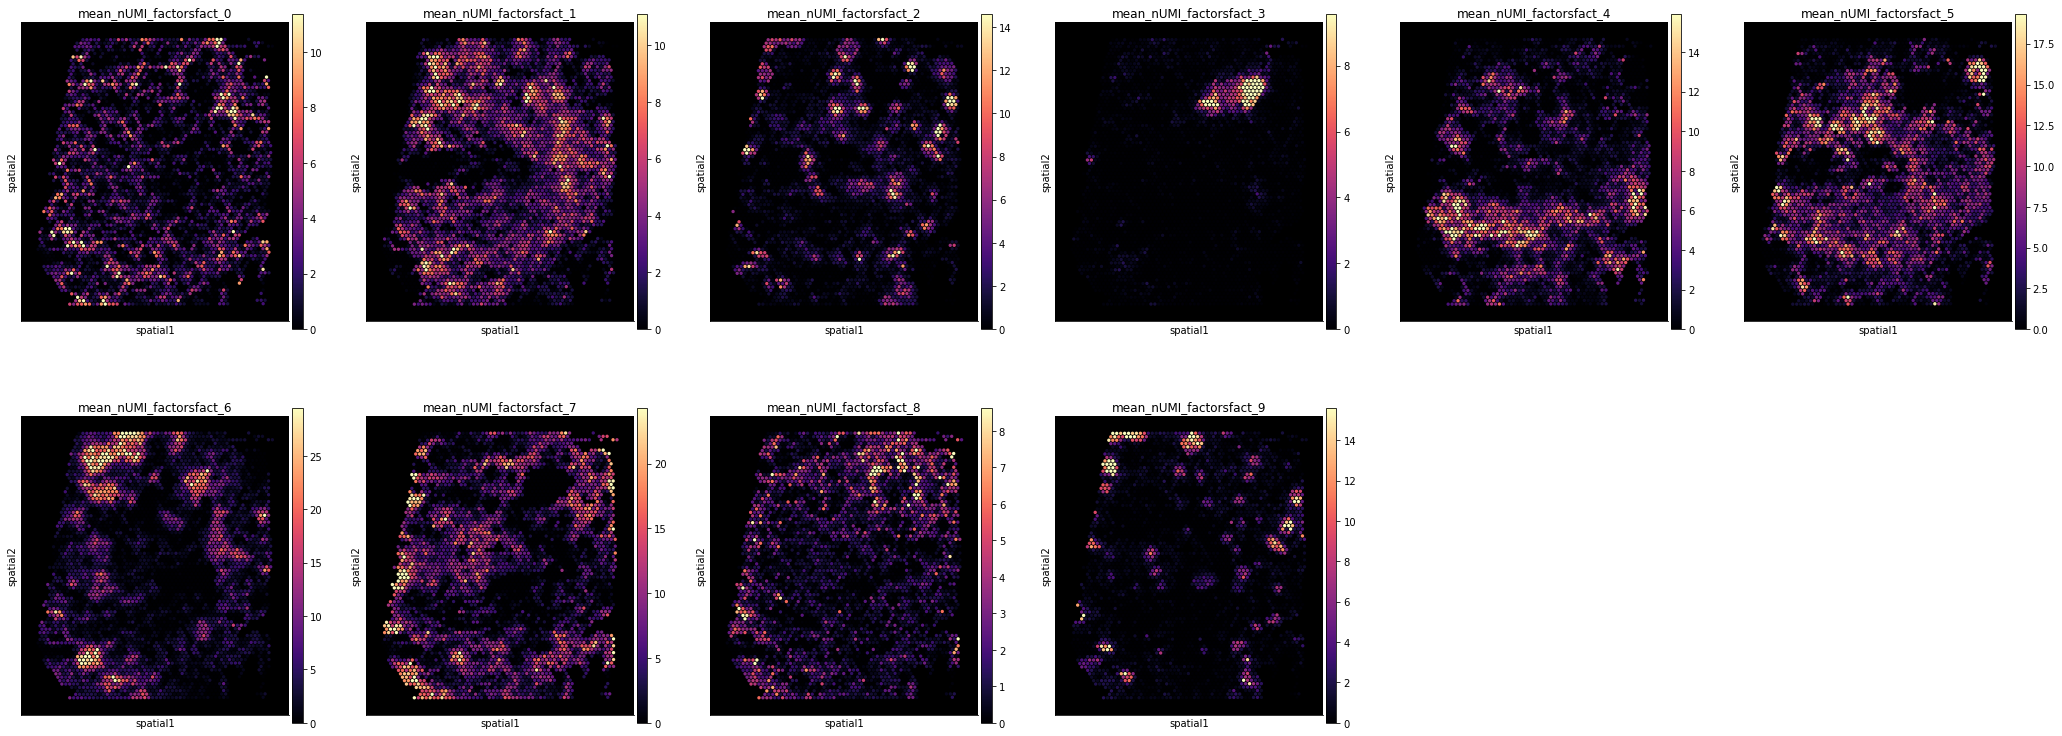 mean_nUMI_factorsfact_0
10
8
6
4
2
0
spatial2
spatial1
mean_nUMI_factorsfact_1
10
8
6
4
2
0
spatial2
spatial1
mean_nUMI_factorsfact_2
14
12
10
8
6
4
2
0
spatial2
spatial1
mean_nUMI_factorsfact_3
8
6
4
2
0
spatial2
spatial1
mean_nUMI_factorsfact_4
14
12
10
8
6
4
2
0
spatial2
spatial1
mean_nUMI_factorsfact_5
17.5
15.0
12.5
10.0
7.5
5.0
2.5
0.0
spatial2
spatial1
mean_nUMI_factorsfact_6
25
20
15
10
5
0
spatial2
spatial1
mean_nUMI_factorsfact_7
20
15
10
5
0
spatial2
spatial1
mean_nUMI_factorsfact_8
8
7
6
5
4
3
2
1
0
spatial2
spatial1
mean_nUMI_factorsfact_9
14
12
10
8
6
4
2
0
spatial2
spatial1